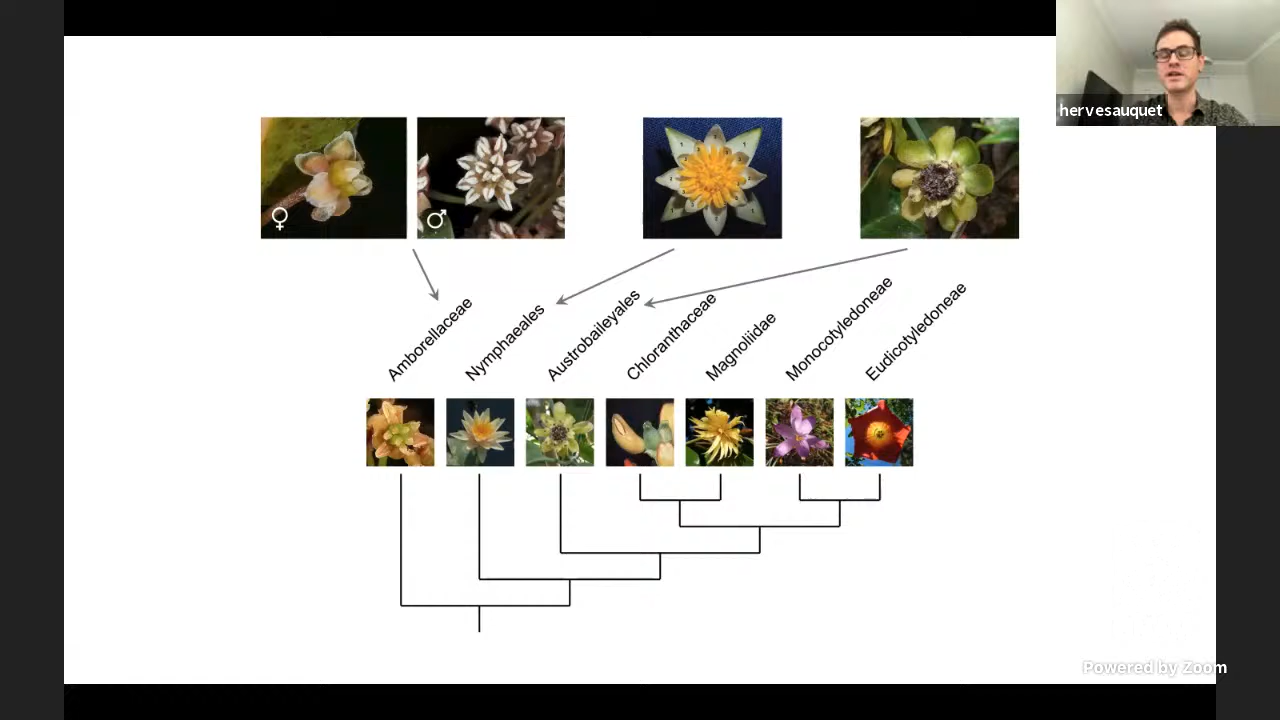 hervesauquet
♀
♂
Amborellaceae
Nymphaeales
Austrobaileyales
Chloranthaceae
Magnoliidae
Monocotyledoneae
Eudicotyledoneae
Powered by Zoom